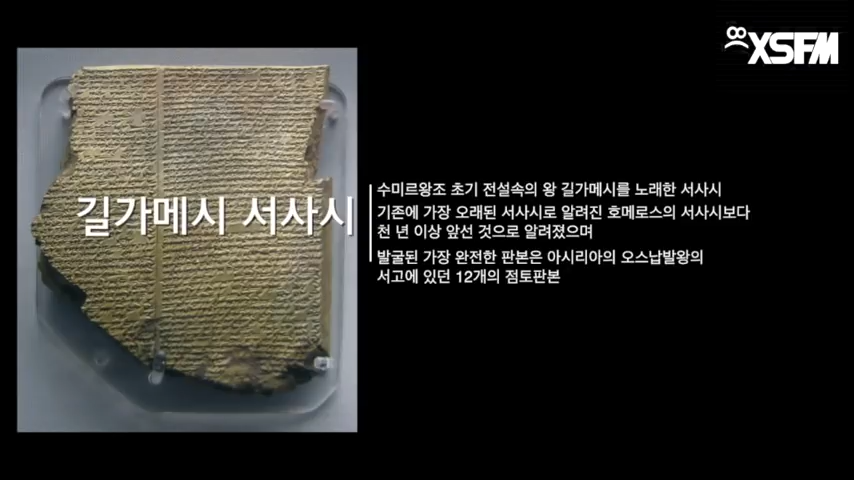 XSFM
길가메시 서사시
수미르왕조 초기 전설속의 왕 길가메시를 노래한 서사시
기존에 가장 오래된 서사시로 알려진 호메로스의 서사시보다
천 년 이상 앞선 것으로 알려졌으며
발굴된 가장 완전한 판본은 아시리아의 오스납발왕의
서고에 있던 12개의 점토판본